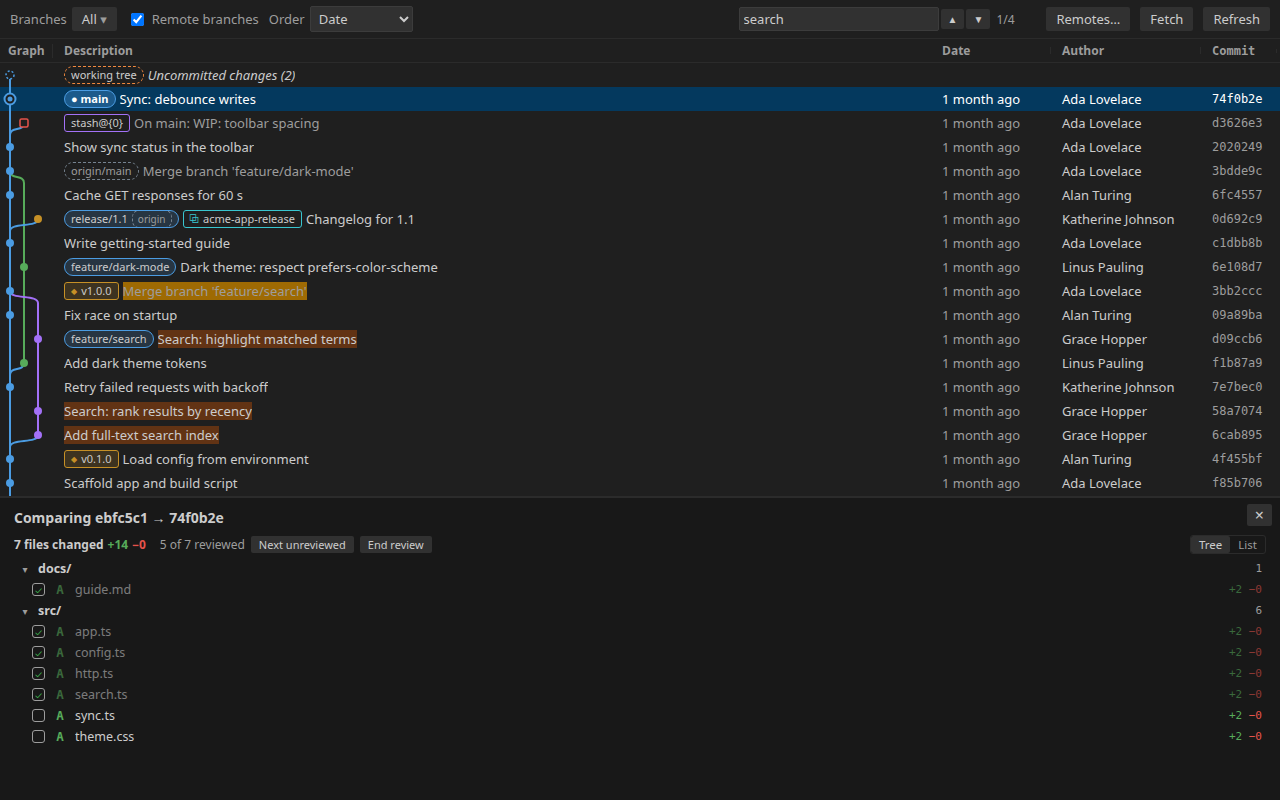 Branches All ▾ Remote branches Order Date search ▲ ▼ 1/4 Remotes... Fetch Refresh
Graph Description Date Author Commit
working tree Uncommitted changes (2)
main Sync: debounce writes 1 month ago Ada Lovelace 74f0b2e
stash@{0} On main: WIP: toolbar spacing 1 month ago Ada Lovelace d3626e3
Show sync status in the toolbar 1 month ago Ada Lovelace 2020249
origin/main Merge branch 'feature/dark-mode' 1 month ago Ada Lovelace 3bdde9c
Cache GET responses for 60 s 1 month ago Alan Turing 6fc4557
release/1.1 origin acme-app-release Changelog for 1.1 1 month ago Katherine Johnson 0d692c9
Write getting-started guide 1 month ago Ada Lovelace c1dbb8b
feature/dark-mode Dark theme: respect prefers-color-scheme 1 month ago Linus Pauling 6e108d7
v1.0.0 Merge branch 'feature/search' 1 month ago Ada Lovelace 3bb2ccc
Fix race on startup 1 month ago Alan Turing 09a89ba
feature/search Search: highlight matched terms 1 month ago Grace Hopper d09ccb6
Add dark theme tokens 1 month ago Linus Pauling f1b87a9
Retry failed requests with backoff 1 month ago Katherine Johnson 7e7bec0
Search: rank results by recency 1 month ago Grace Hopper 58a7074
Add full-text search index 1 month ago Grace Hopper 6cab895
v0.1.0 Load config from environment 1 month ago Alan Turing 4f455bf
Scaffold app and build script 1 month ago Ada Lovelace f85b706
Comparing ebfc5c1 → 74f0b2e ×
7 files changed +14 −0 5 of 7 reviewed Next unreviewed End review Tree List
▾ docs/ 1
A guide.md +2 −0
▾ src/ 6
A app.ts +2 −0
A config.ts +2 −0
A http.ts +2 −0
A search.ts +2 −0
A sync.ts +2 −0
A theme.css +2 −0